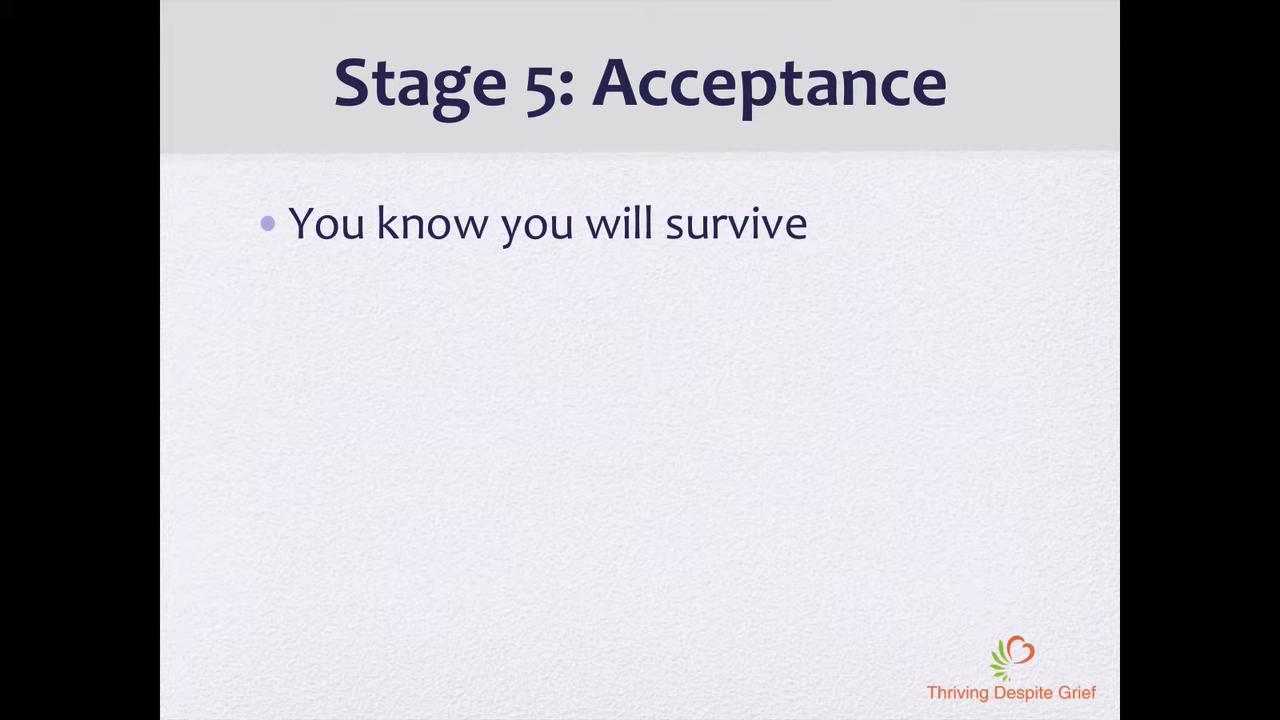 Stage 5: Acceptance
• You know you will survive
Thriving Despite Grief